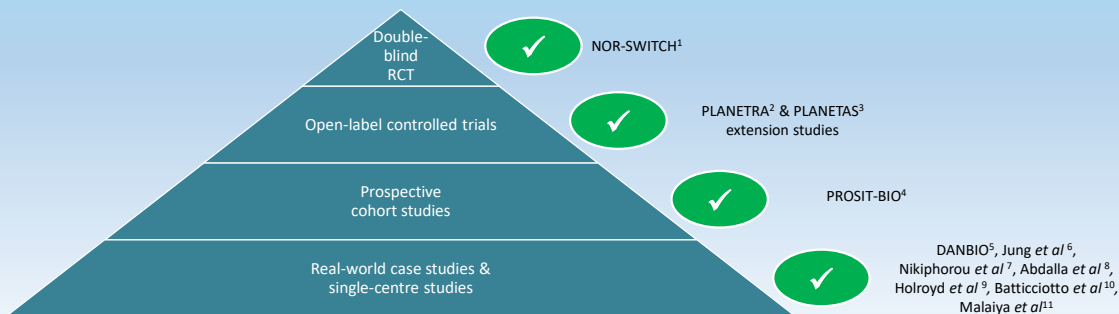 Double-
blind
RCT
NOR-SWITCH¹
Open-label controlled trials
PLANETRA² & PLANETAS³
extension studies
Prospective
cohort studies
PROSIT-BIO⁴
Real-world case studies &
single-centre studies
DANBIO⁵, Jung et al ⁶,
Nikiphorou et al ⁷, Abdalla et al ⁸,
Holroyd et al ⁹, Batticciotto et al ¹⁰,
Malaiya et al¹¹